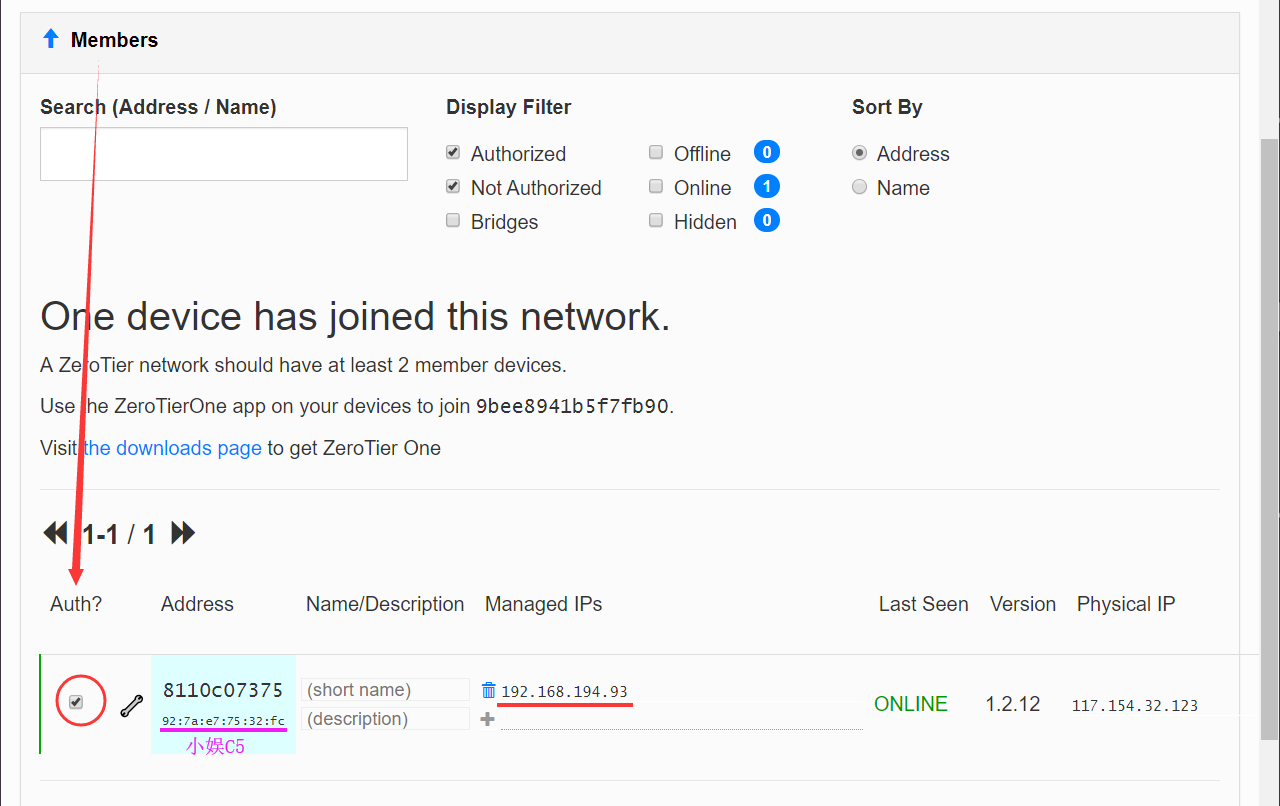 Members
Search (Address / Name)
Display Filter
Sort By
Authorized
Offline
0
Address
Not Authorized
Online
1
Name
Bridges
Hidden
0
One device has joined this network.
A ZeroTier network should have at least 2 member devices.
Use the ZeroTierOne app on your devices to join 9bee8941b5f7fb90.
Visit the downloads page to get ZeroTier One
1-1 / 1
Auth?
Address
Name/Description
Managed IPs
Last Seen
Version
Physical IP
8110c07375
92:7a:e7:75:32:fc
小娛C5
(short name)
(description)
192.168.194.93
ONLINE
1.2.12
117.154.32.123